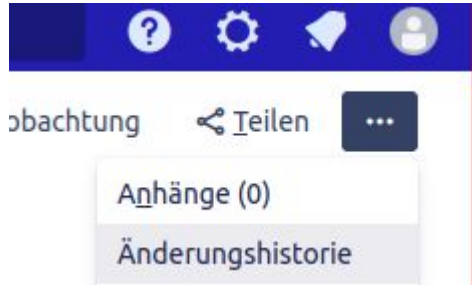 obachtung Teilen ...
Anhänge (0)
Änderungshistorie